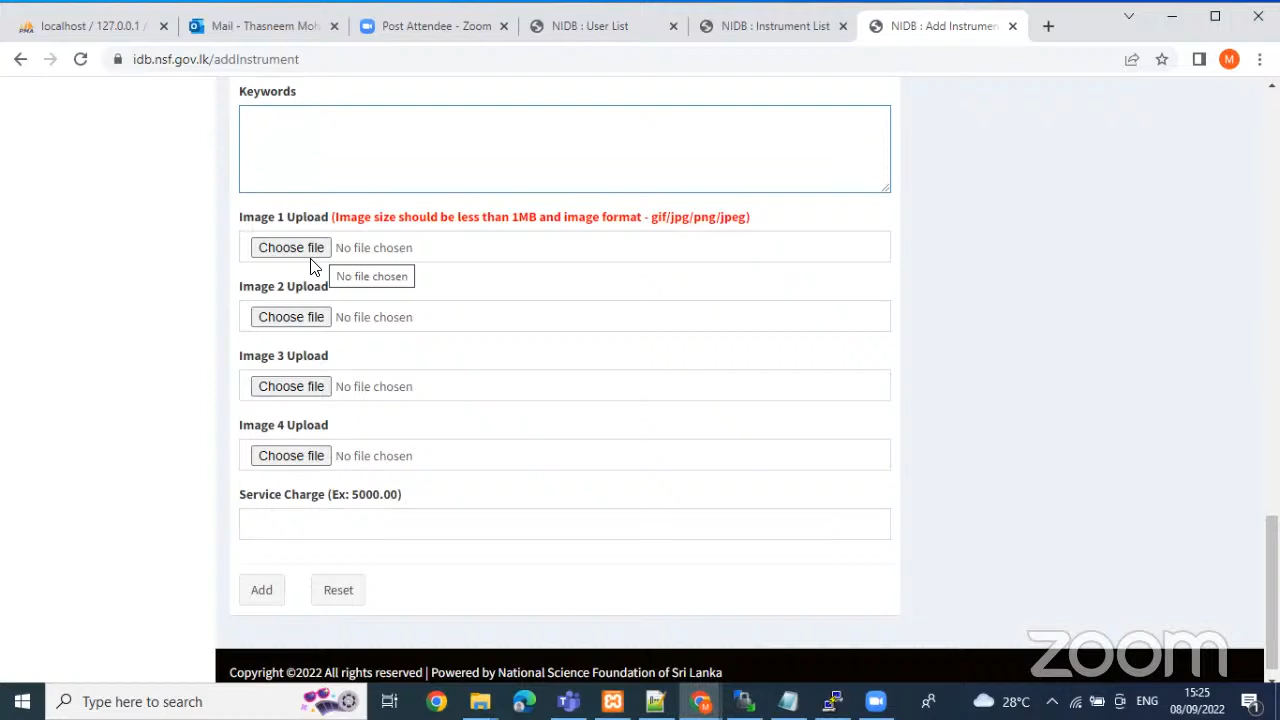 localhost / 127.0.0.1 /
Mail - Thasneem Moh
Post Attendee - Zoom
NIDB : User List
NIDB : Instrument List
NIDB : Add Instrumen
idb.nsf.gov.lk/addInstrument
M
Keywords
Image 1 Upload (Image size should be less than 1MB and image format - gif/jpg/png/jpeg)
Choose file No file chosen
No file chosen
Image 2 Upload
Choose file No file chosen
Image 3 Upload
Choose file No file chosen
Image 4 Upload
Choose file No file chosen
Service Charge (Ex: 5000.00)
Add Reset
zoom
Copyright ©2022 All rights reserved | Powered by National Science Foundation of Sri Lanka
Type here to search
28°C
ENG
15:25
08/09/2022
1